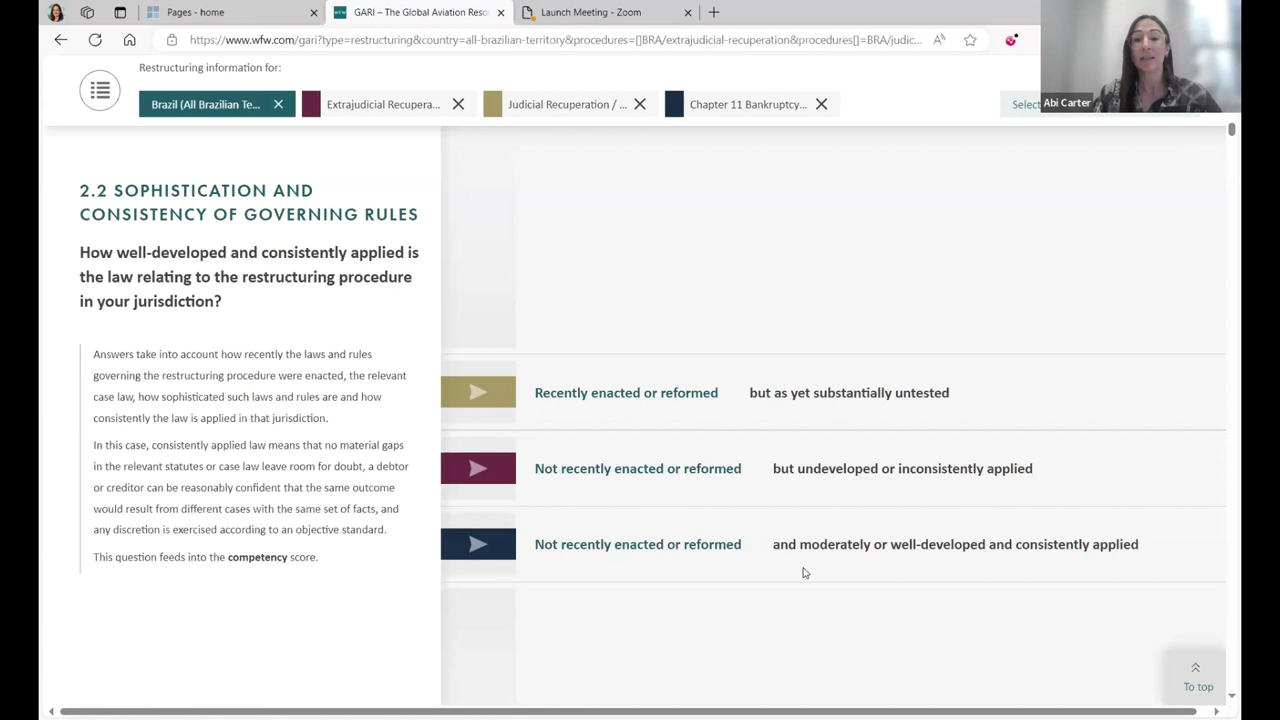 Pages - home
WFW
GARI – The Global Aviation Reso
Launch Meeting - Zoom
https://www.wfw.com/gari?type=restructuring&country=all-brazilian-territory&procedures=[]BRA/extrajudicial-recuperation&procedures[]=BRA/judic...
Restructuring information for:
Brazil (All Brazilian Te...
Extrajudicial Recupera...
Judicial Recuperation / ...
Chapter 11 Bankruptcy...
Select
Abi Carter
2.2 SOPHISTICATION AND
CONSISTENCY OF GOVERNING RULES
How well-developed and consistently applied is
the law relating to the restructuring procedure
in your jurisdiction?
Answers take into account how recently the laws and rules
governing the restructuring procedure were enacted, the relevant
case law, how sophisticated such laws and rules are and how
consistently the law is applied in that jurisdiction.
In this case, consistently applied law means that no material gaps
in the relevant statutes or case law leave room for doubt, a debtor
or creditor can be reasonably confident that the same outcome
would result from different cases with the same set of facts, and
any discretion is exercised according to an objective standard.
This question feeds into the competency score.
Recently enacted or reformed but as yet substantially untested
Not recently enacted or reformed but undeveloped or inconsistently applied
Not recently enacted or reformed and moderately or well-developed and consistently applied
To top